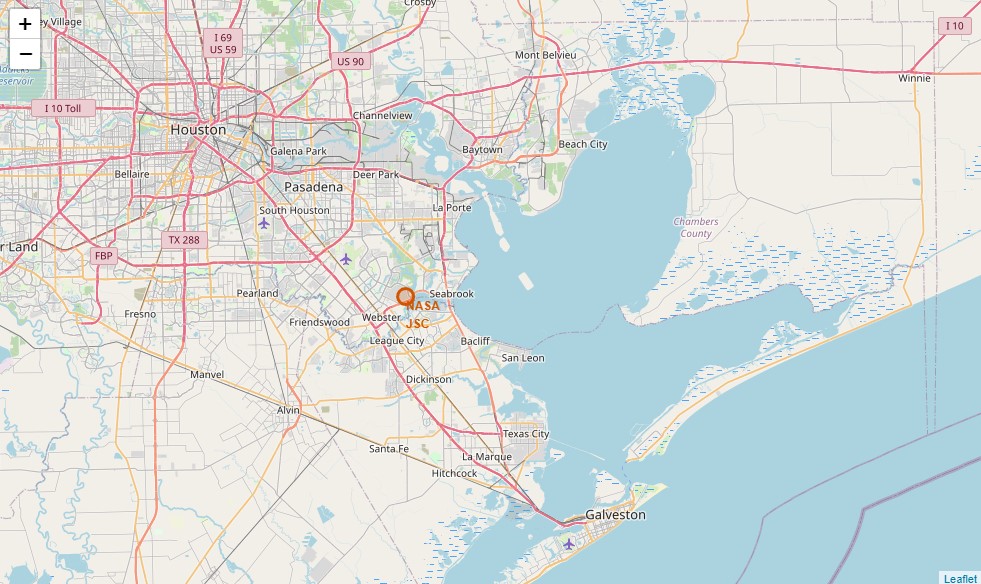 +
−
Crosby
ey Village
I 69
US 59
US 90
I 10
Mont Belvieu
Winnie
eservoir
I 10 Toll
Channelview
Houston
Galena Park
Baytown
Beach City
Bellaire
Deer Park
Pasadena
La Porte
South Houston
Chambers
County
TX 288
r Land
FBP
Pearland
Seabrook
NASA
JSC
Fresno
Friendswood
Webster
League City
Bacliff
San Leon
Manvel
Dickinson
Alvin
Texas City
Santa Fe
La Marque
Hitchcock
Galveston
Leaflet